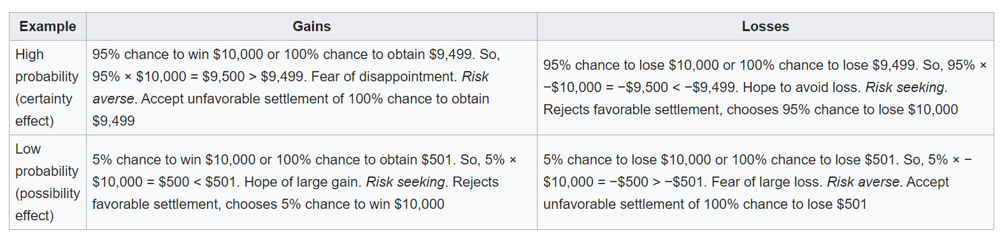 Example
Gains
Losses
High
probability
(certainty
effect)
95% chance to win $10,000 or 100% chance to obtain $9,499. So,
95% × $10,000 = $9,500 > $9,499. Fear of disappointment. Risk
averse. Accept unfavorable settlement of 100% chance to obtain
$9,499
95% chance to lose $10,000 or 100% chance to lose $9,499. So, 95% ×
−$10,000 = −$9,500 < −$9,499. Hope to avoid loss. Risk seeking.
Rejects favorable settlement, chooses 95% chance to lose $10,000
Low
probability
(possibility
effect)
5% chance to win $10,000 or 100% chance to obtain $501. So, 5% ×
$10,000 = $500 < $501. Hope of large gain. Risk seeking. Rejects
favorable settlement, chooses 5% chance to win $10,000
5% chance to lose $10,000 or 100% chance to lose $501. So, 5% × −
$10,000 = −$500 > −$501. Fear of large loss. Risk averse. Accept
unfavorable settlement of 100% chance to lose $501